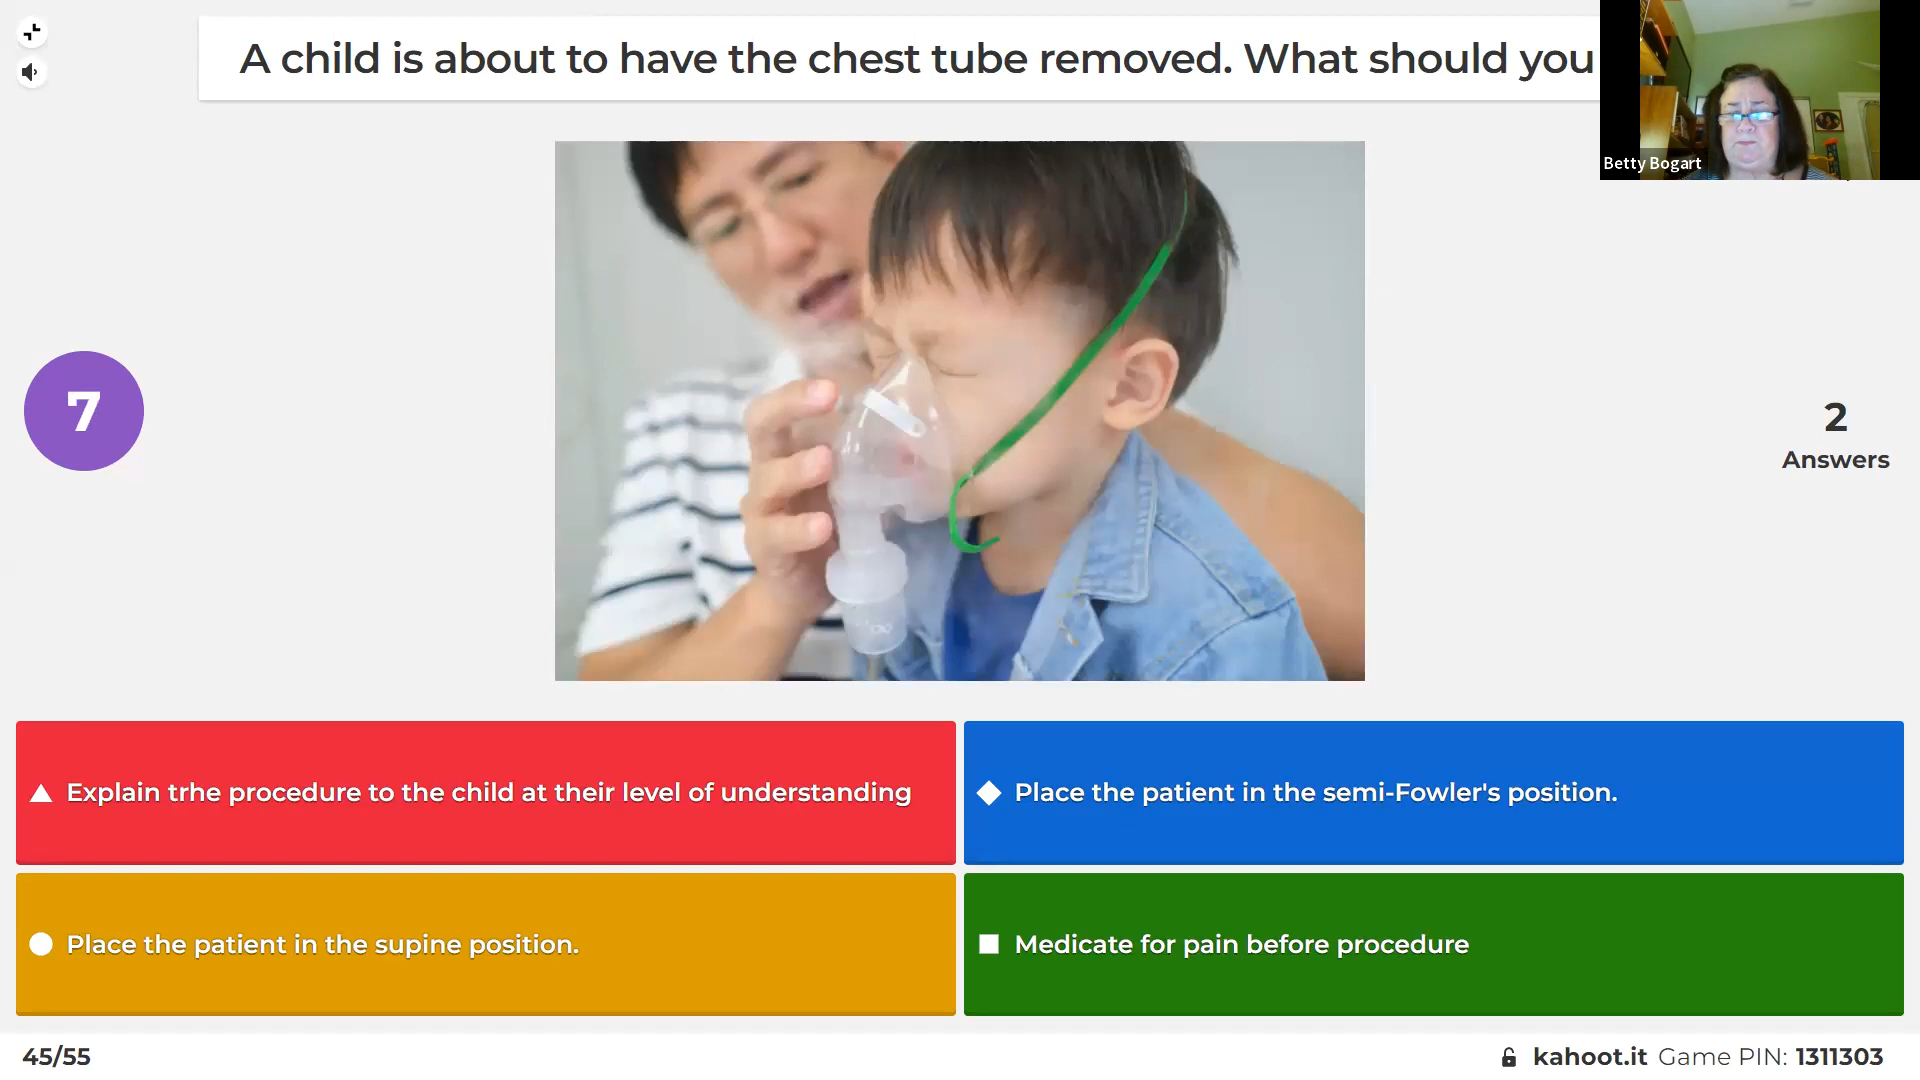 A child is about to have the chest tube removed. What should you
Betty Bogart
7
2
Answers
Explain trhe procedure to the child at their level of understanding
Place the patient in the semi-Fowler's position.
Place the patient in the supine position.
Medicate for pain before procedure
45/55
kahoot.it Game PIN: 1311303